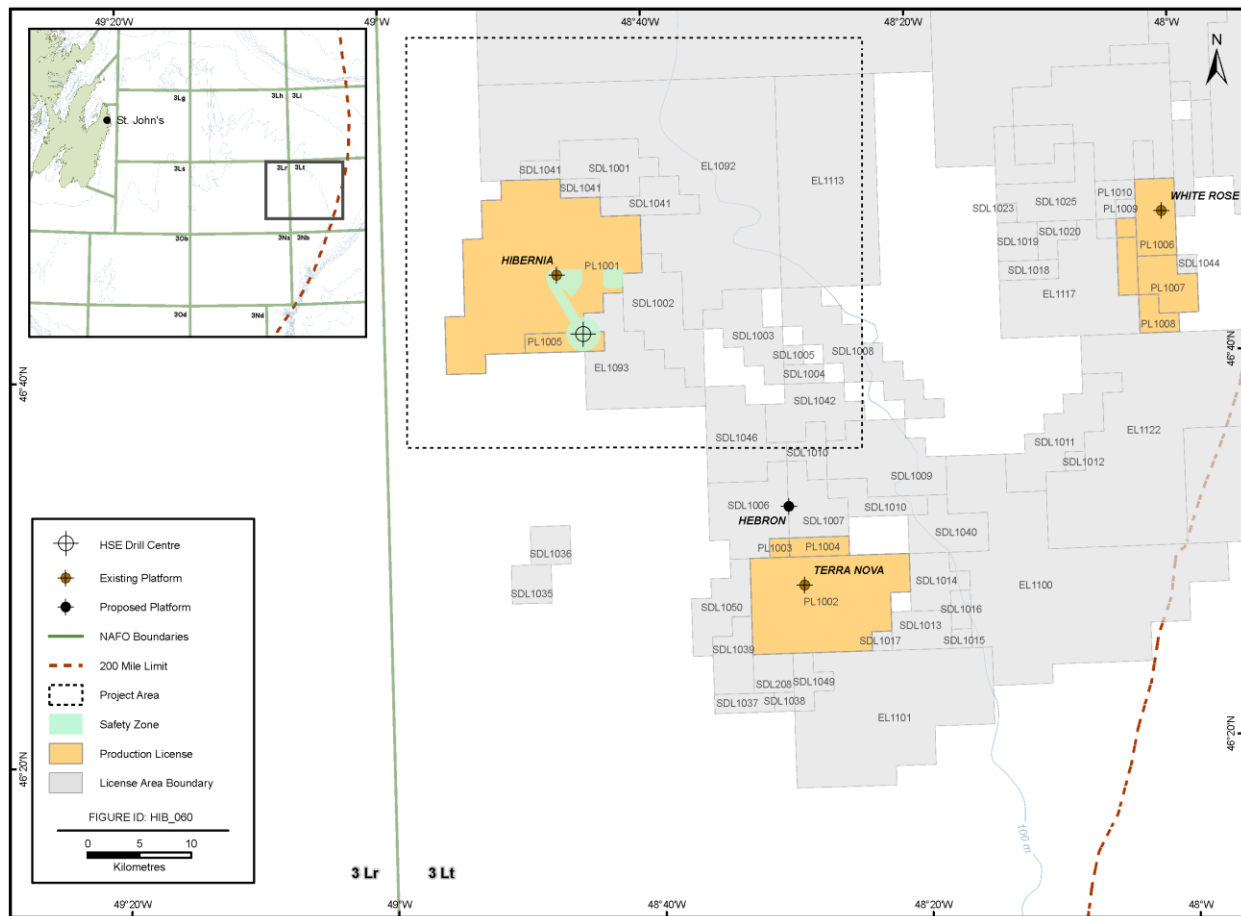 49°20'W
49°W
48°40'W
48°20'W
48°W
N
St. John's
3Lg
3Lh
3Li
3Ls
3Lr
3Lt
3Ob
3Na
3Nb
3Od
3Nd
EL1092
EL1113
SDL1041
SDL1001
SDL1041
SDL1041
HIBERNIA
PL1001
SDL1002
PL1005
EL1093
SDL1003
SDL1005
SDL1008
SDL1004
SDL1042
SDL1046
SDL1010
SDL1009
PL1010
WHITE ROSE
PL1009
SDL1025
SDL1023
SDL1020
SDL1019
PL1006
SDL1018
SDL1044
EL1117
PL1007
PL1008
46°40'N
46°40'N
EL1122
SDL1011
SDL1012
SDL1006
SDL1010
HEBRON
SDL1007
SDL1040
PL1003
PL1004
SDL1036
SDL1035
TERRA NOVA
PL1002
SDL1014
EL1100
SDL1016
SDL1050
SDL1013
SDL1017
SDL1015
SDL1039
SDL208
SDL1049
SDL1037
SDL1038
EL1101
46°20'N
46°20'N
100 m
HSE Drill Centre
Existing Platform
Proposed Platform
NAFO Boundaries
200 Mile Limit
Project Area
Safety Zone
Production License
License Area Boundary
FIGURE ID: HIB_060
0 5 10
Kilometres
3 Lr
3 Lt
49°20'W
49°W
48°40'W
48°20'W
48°W